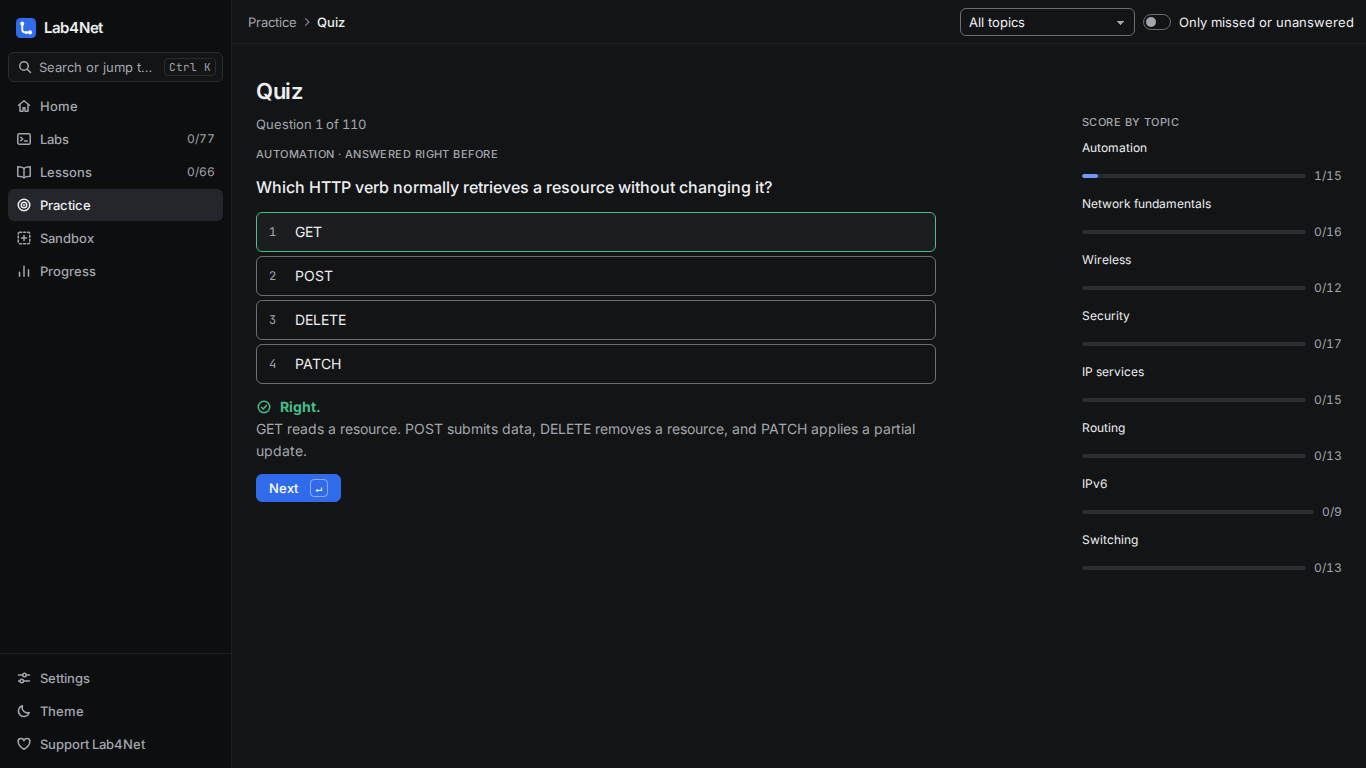 Lab4Net
Search or jump t... Ctrl K
Home
Labs 0/77
Lessons 0/66
Practice
Sandbox
Progress
Settings
Theme
Support Lab4Net
Practice > Quiz
All topics
Only missed or unanswered
Quiz
Question 1 of 110
AUTOMATION · ANSWERED RIGHT BEFORE
Which HTTP verb normally retrieves a resource without changing it?
1 GET
2 POST
3 DELETE
4 PATCH
Right.
GET reads a resource. POST submits data, DELETE removes a resource, and PATCH applies a partial
update.
Next ↵
SCORE BY TOPIC
Automation
1/15
Network fundamentals
0/16
Wireless
0/12
Security
0/17
IP services
0/15
Routing
0/13
IPv6
0/9
Switching
0/13